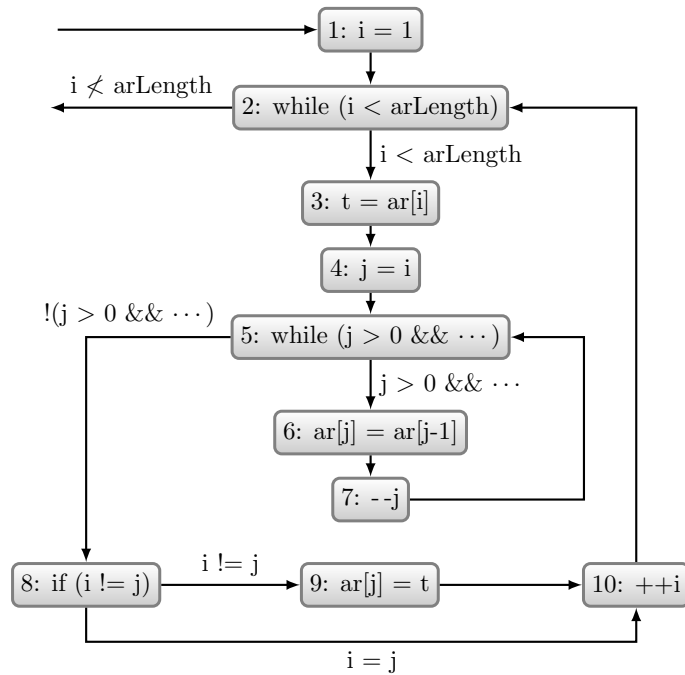 1: i = 1
i ≮ arLength
2: while (i < arLength)
i < arLength
3: t = ar[i]
4: j = i
!(j > 0 && ⋯)
5: while (j > 0 && ⋯)
j > 0 && ⋯
6: ar[j] = ar[j-1]
7: - -j
8: if (i != j)
i != j
9: ar[j] = t
10: ++i
i = j